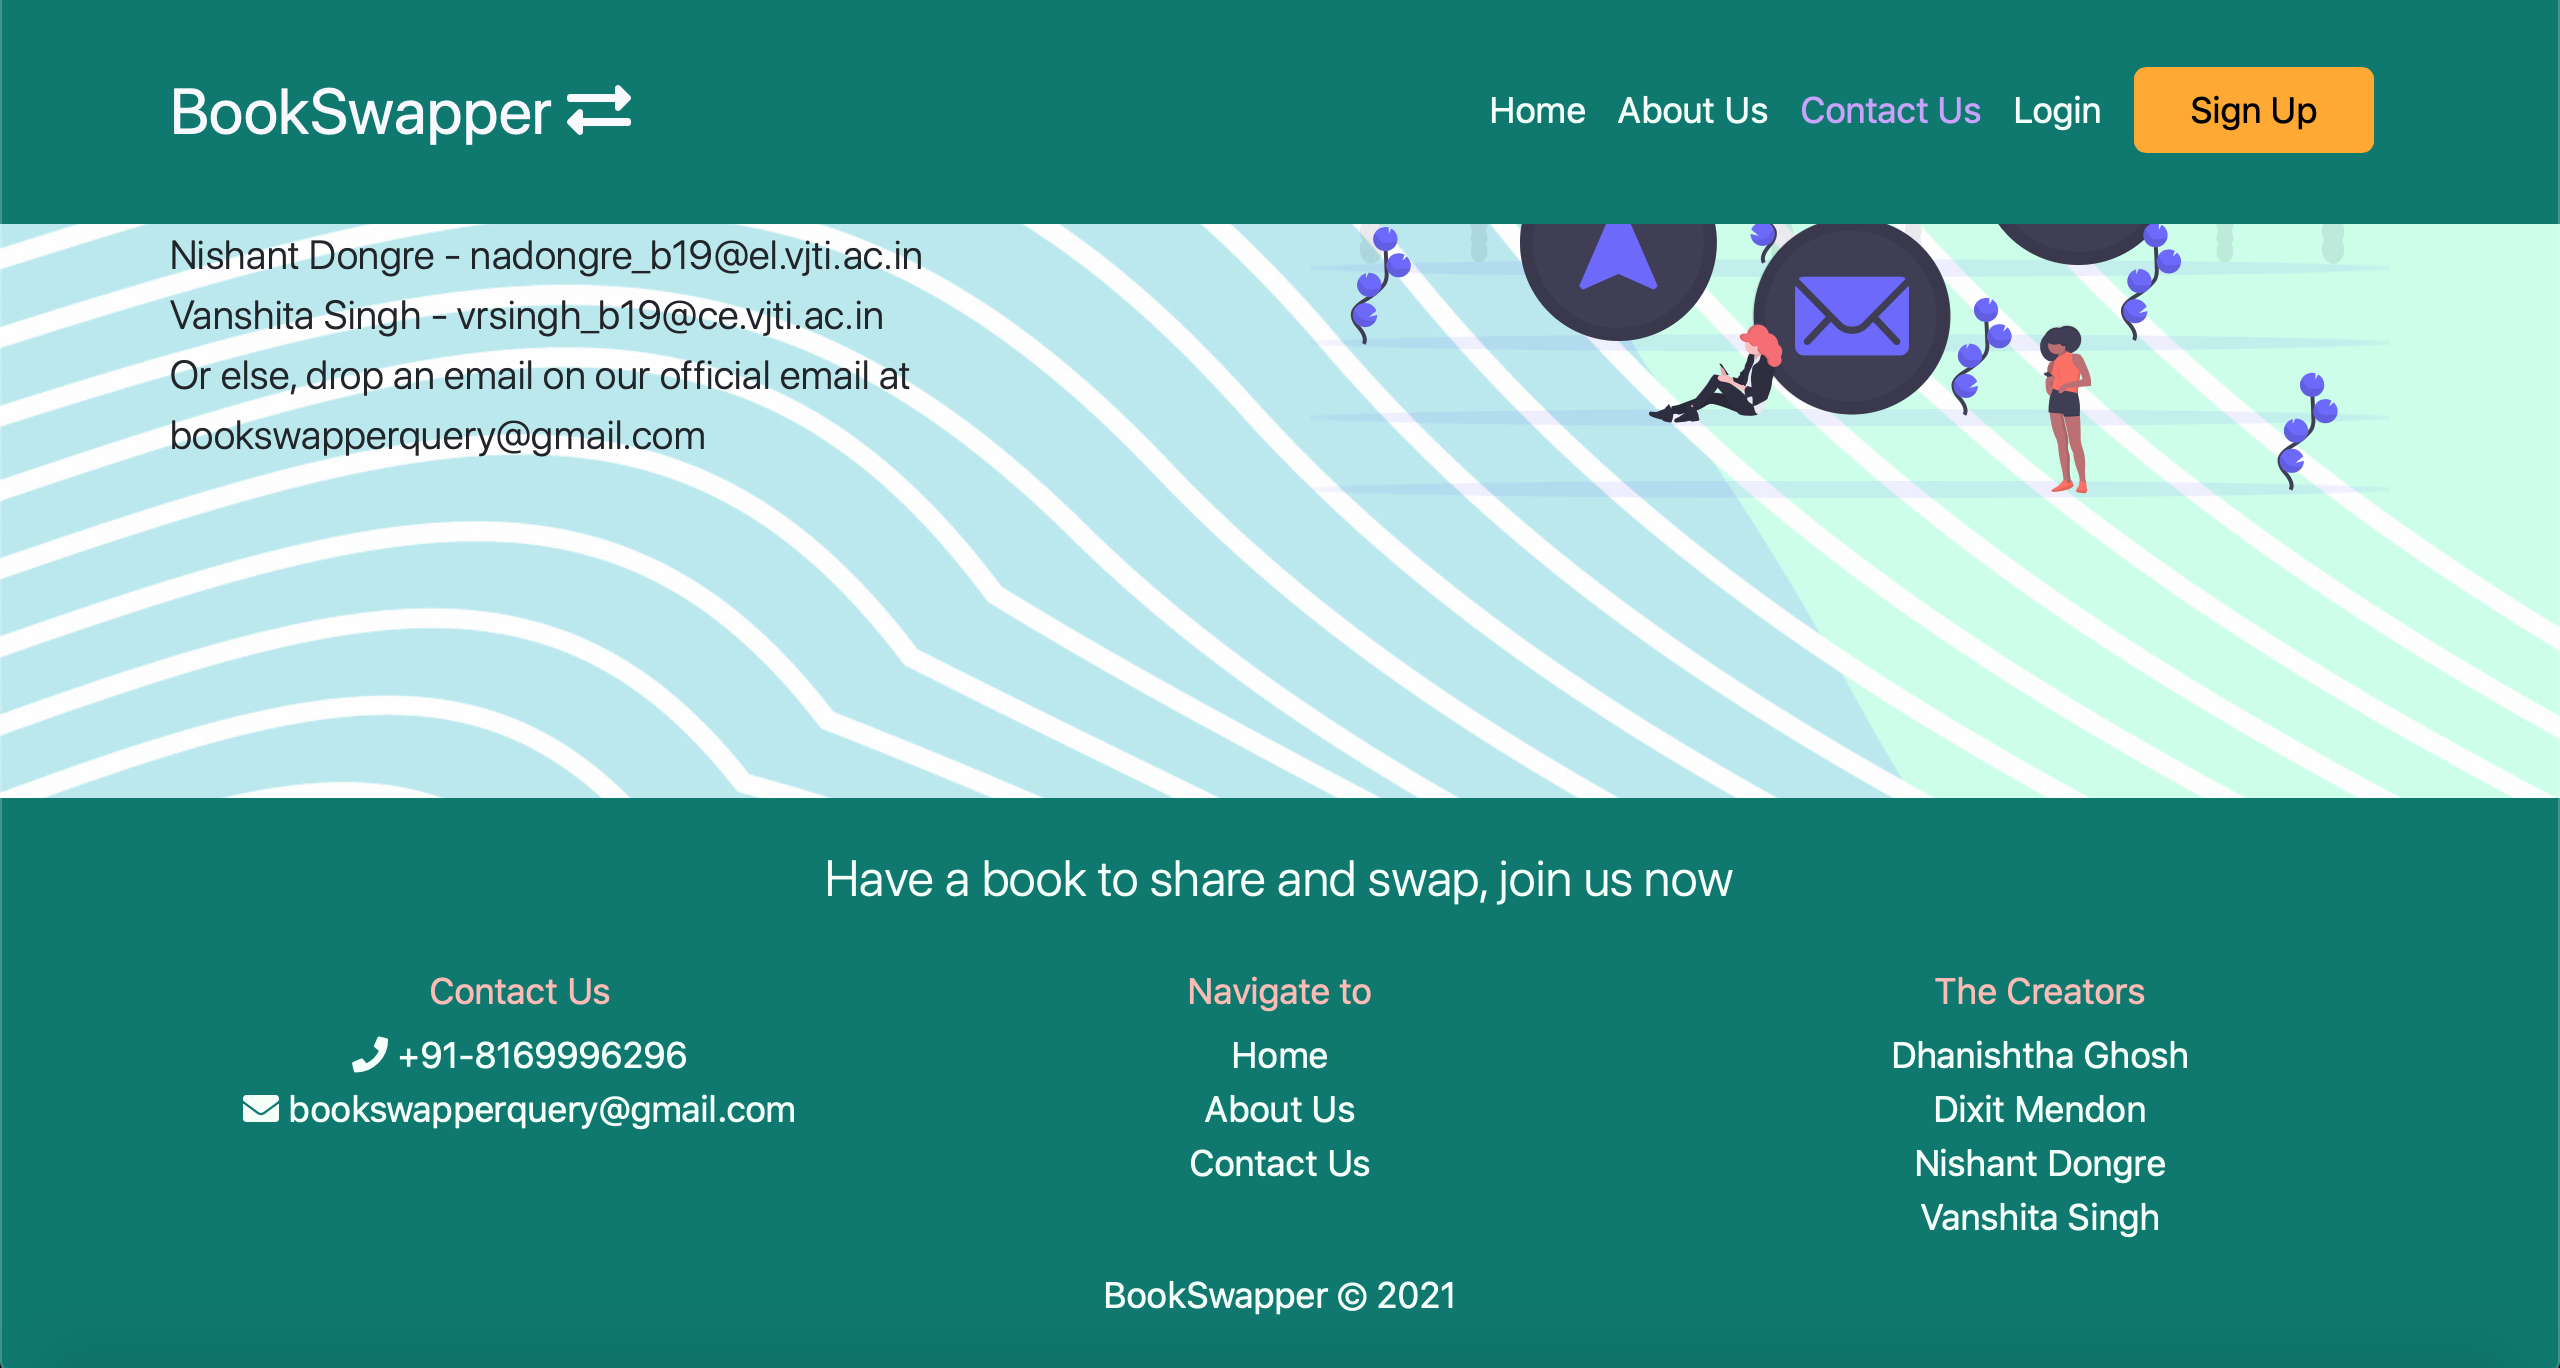 BookSwapper
Home About Us Contact Us Login Sign Up
Nishant Dongre - nadongre_b19@el.vjti.ac.in
Vanshita Singh - vrsingh_b19@ce.vjti.ac.in
Or else, drop an email on our official email at
bookswapperquery@gmail.com
Have a book to share and swap, join us now
Contact Us
+91-8169996296
bookswapperquery@gmail.com
Navigate to
Home
About Us
Contact Us
The Creators
Dhanishtha Ghosh
Dixit Mendon
Nishant Dongre
Vanshita Singh
BookSwapper © 2021